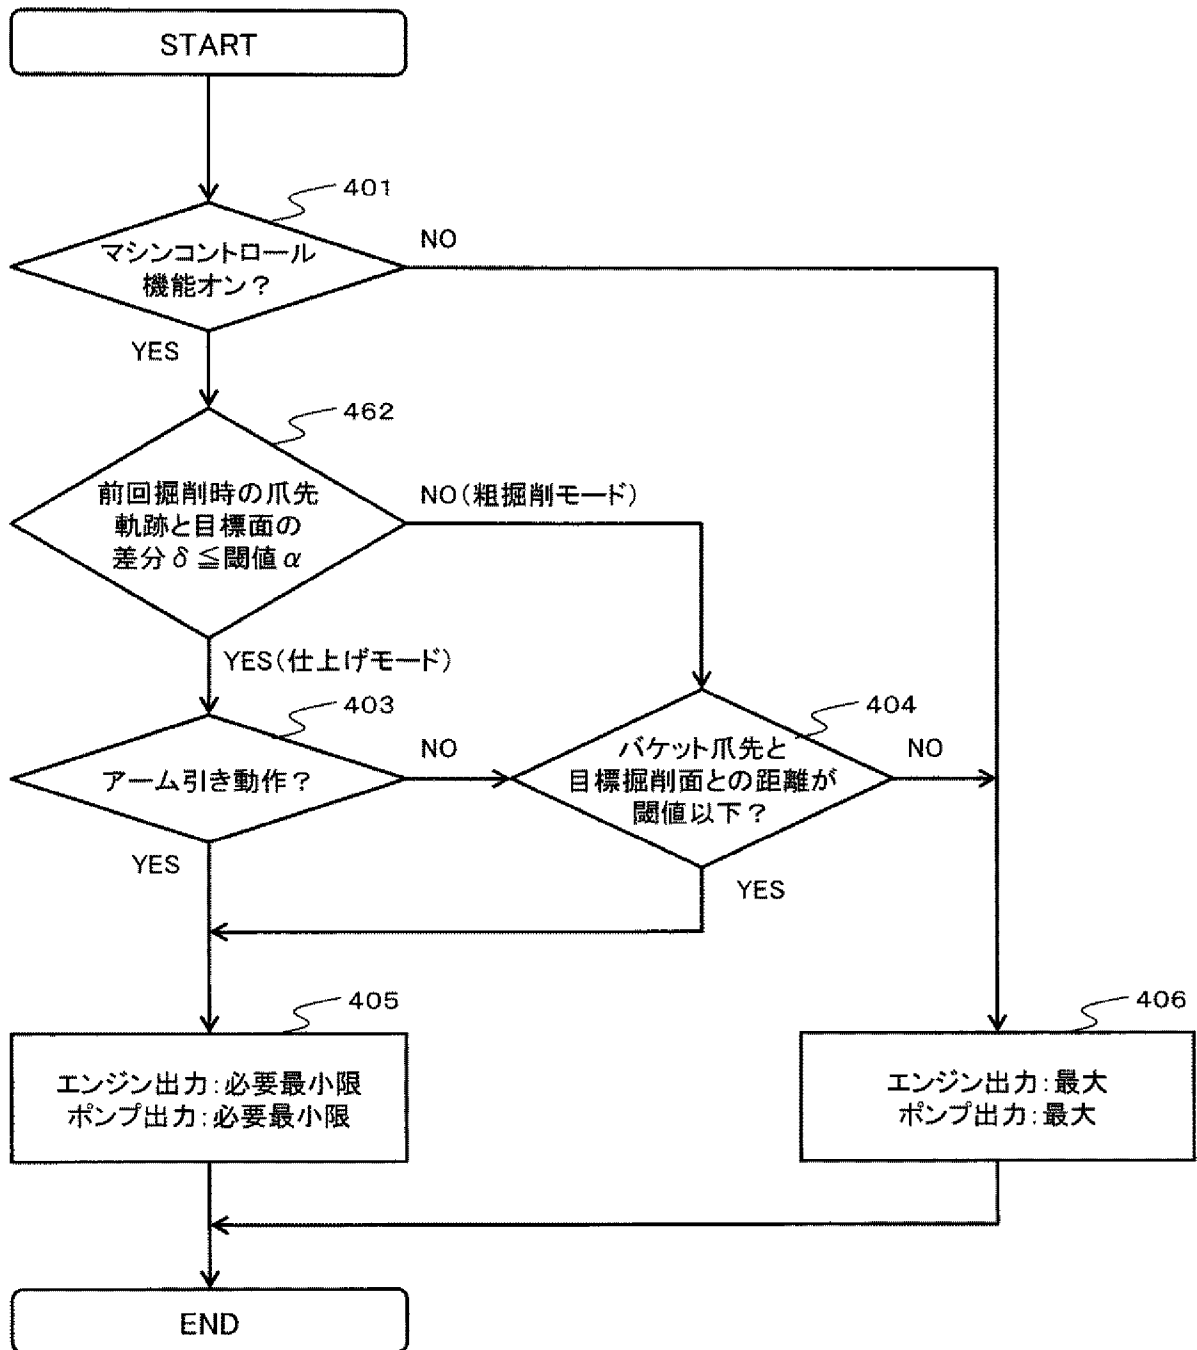 START
401
マシンコントロール
機能オン？
NO
YES
462
前回掘削時の爪先
軌跡と目標面の
差分δ≦閾値α
NO（粗掘削モード）
YES（仕上げモード）
403
アーム引き動作？
NO
YES
404
バケット爪先と
目標掘削面との距離が
閾値以下？
NO
YES
405
エンジン出力：必要最小限
ポンプ出力：必要最小限
406
エンジン出力：最大
ポンプ出力：最大
END